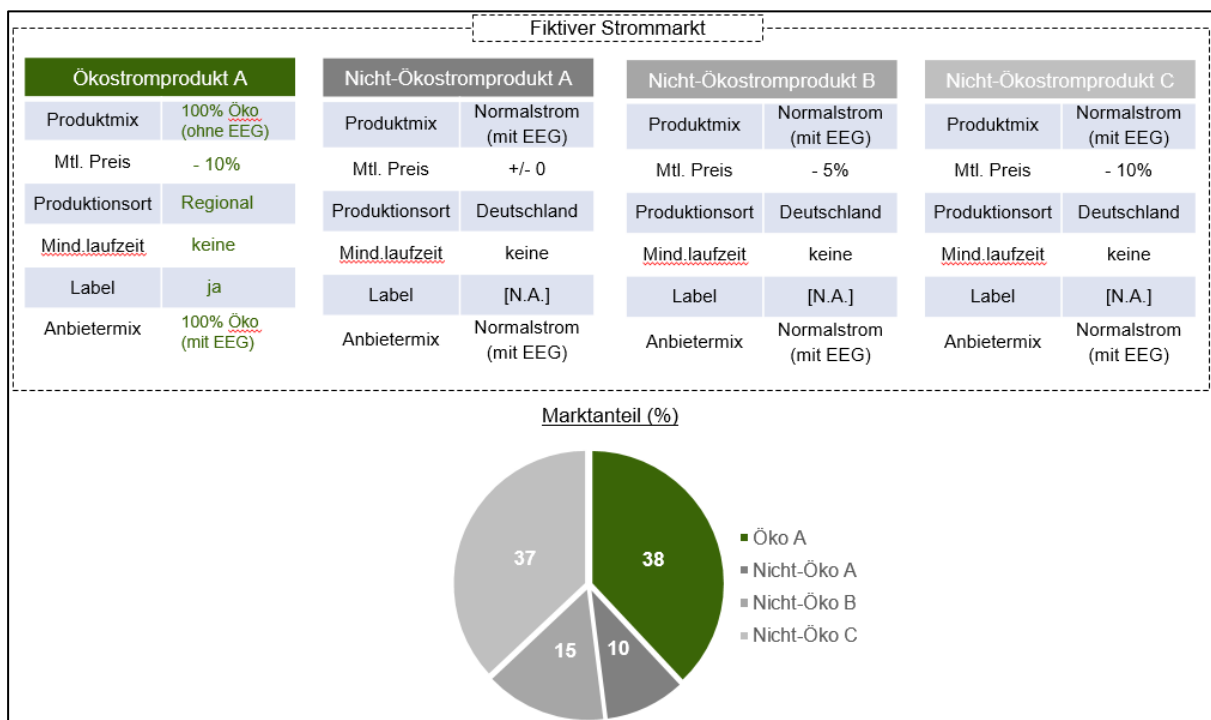 Fiktiver Strommarkt
Ökostromprodukt A
Produktmix
100% Öko
(ohne EEG)
Mtl. Preis
- 10%
Produktionsort
Regional
Mind.laufzeit
keine
Label
ja
Anbietermix
100% Öko
(mit EEG)
Nicht-Ökostromprodukt A
Produktmix
Normalstrom
(mit EEG)
Mtl. Preis
+/- 0
Produktionsort
Deutschland
Mind.laufzeit
keine
Label
[N.A.]
Anbietermix
Normalstrom
(mit EEG)
Nicht-Ökostromprodukt B
Produktmix
Normalstrom
(mit EEG)
Mtl. Preis
- 5%
Produktionsort
Deutschland
Mind.laufzeit
keine
Label
[N.A.]
Anbietermix
Normalstrom
(mit EEG)
Nicht-Ökostromprodukt C
Produktmix
Normalstrom
(mit EEG)
Mtl. Preis
- 10%
Produktionsort
Deutschland
Mind.laufzeit
keine
Label
[N.A.]
Anbietermix
Normalstrom
(mit EEG)
Marktanteil (%)
37
38
15
10
Öko A
Nicht-Öko A
Nicht-Öko B
Nicht-Öko C